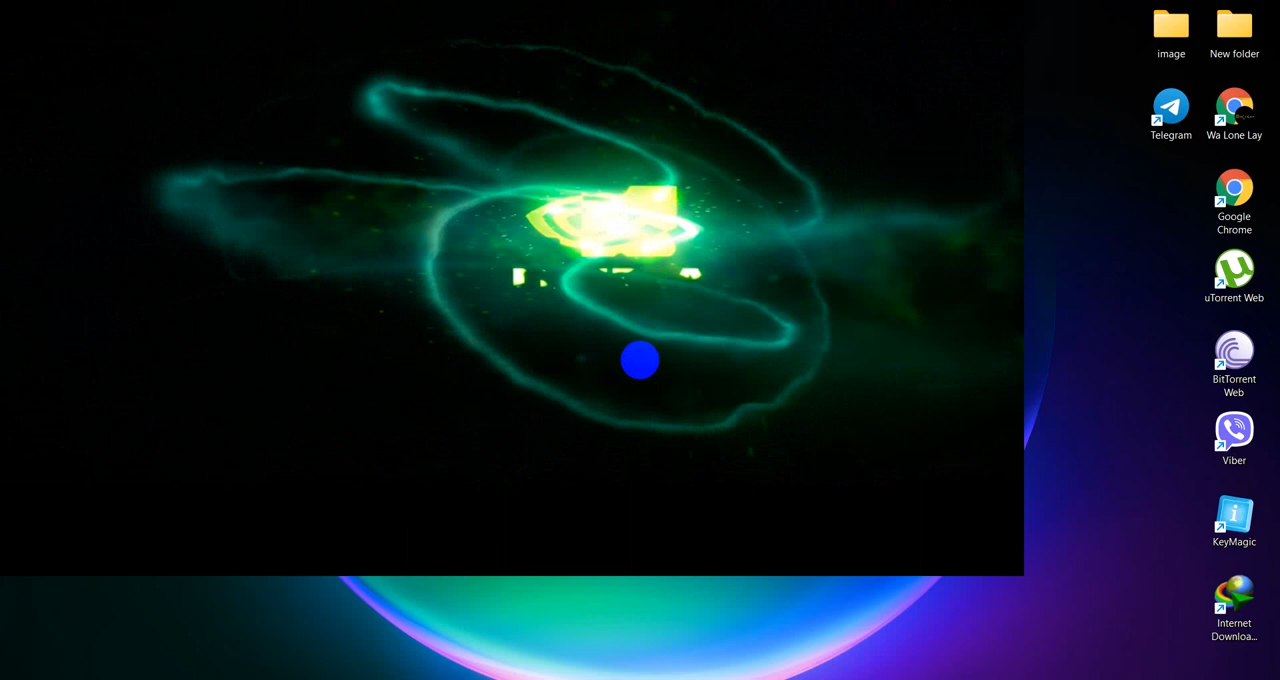 image
New folder
Telegram
Wa Lone Lay
Google
Chrome
uTorrent Web
BitTorrent
Web
Viber
KeyMagic
Internet
Downloa...